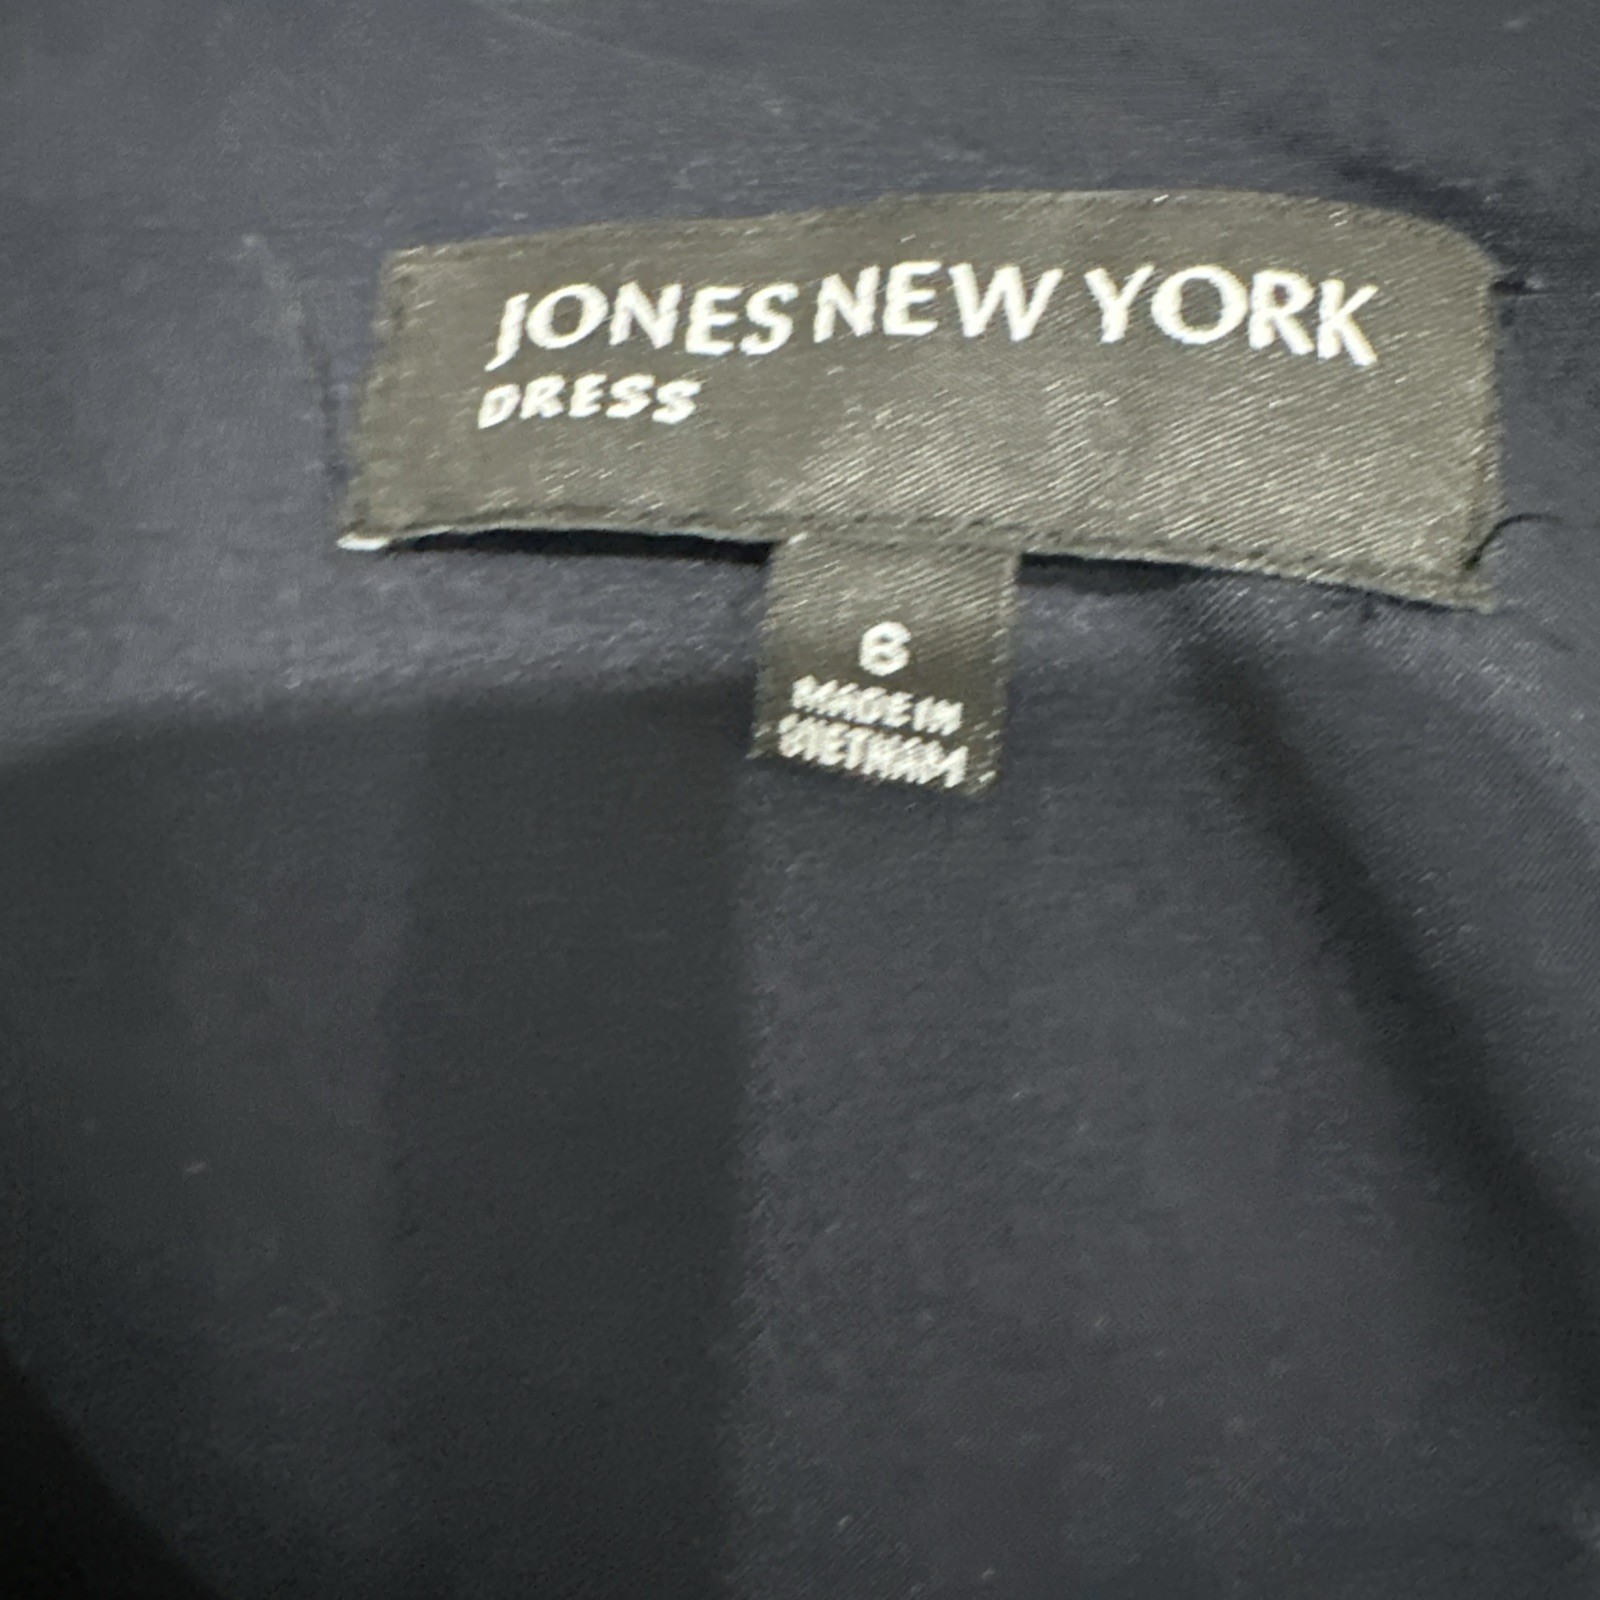 JONES NEW YORK
DRESS
6
MADE IN
VIETNAM